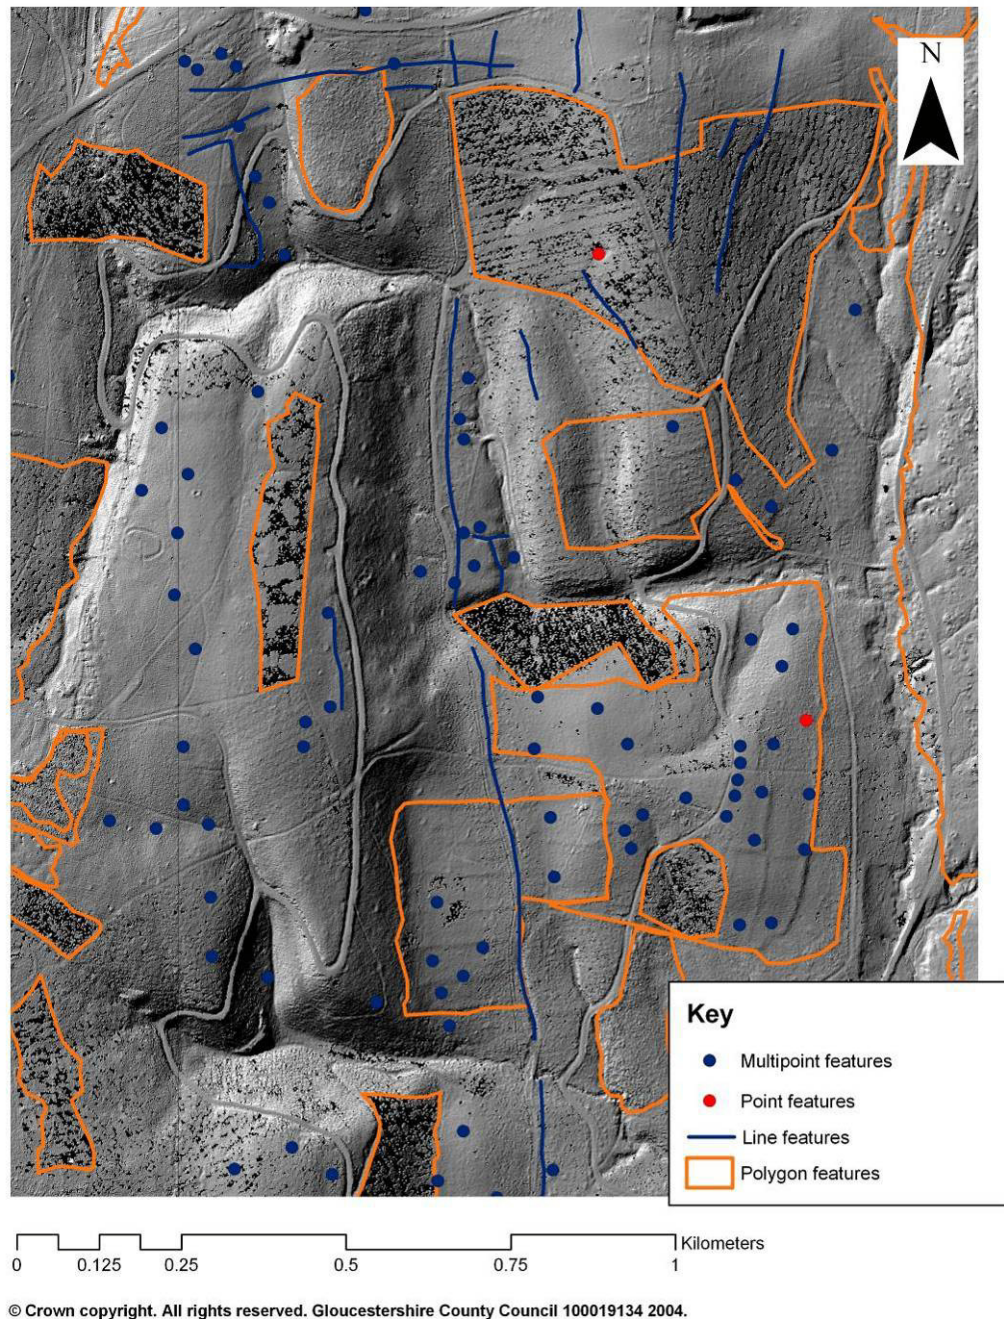 N
Key
Multipoint features
Point features
Line features
Polygon features
Kilometers
0 0.125 0.25 0.5 0.75 1
© Crown copyright. All rights reserved. Gloucestershire County Council 100019134 2004.